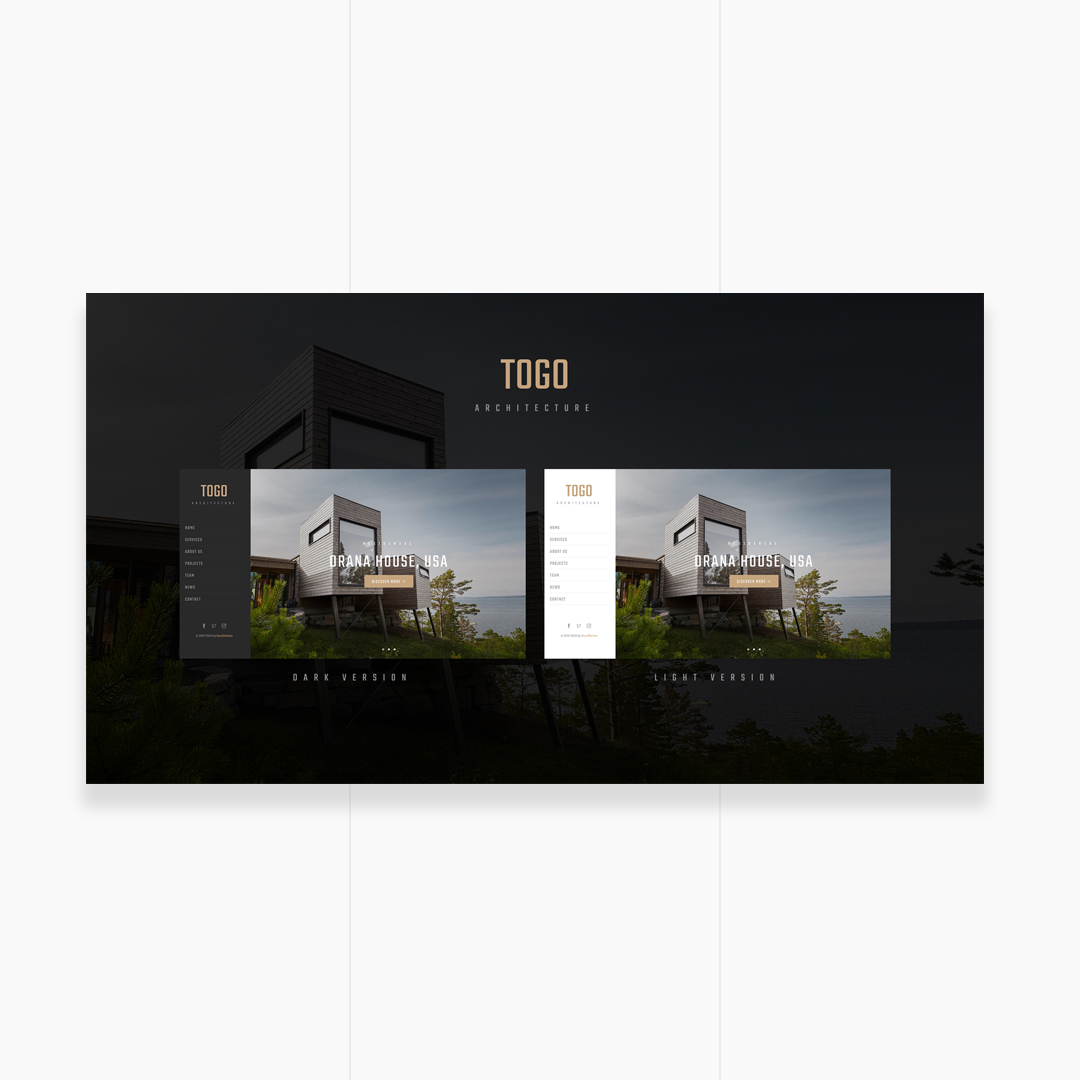 TOGO
ARCHITECTURE
TOGO
ARCHITECTURE
HOME
SERVICES
ABOUT US
PROJECTS
TEAM
NEWS
CONTACT
RESIDENTIAL
DRANA HOUSE, USA
DISCOVER MORE
DARK VERSION
TOGO
ARCHITECTURE
HOME
SERVICES
ABOUT US
PROJECTS
TEAM
NEWS
CONTACT
RESIDENTIAL
DRANA HOUSE, USA
DISCOVER MORE
LIGHT VERSION